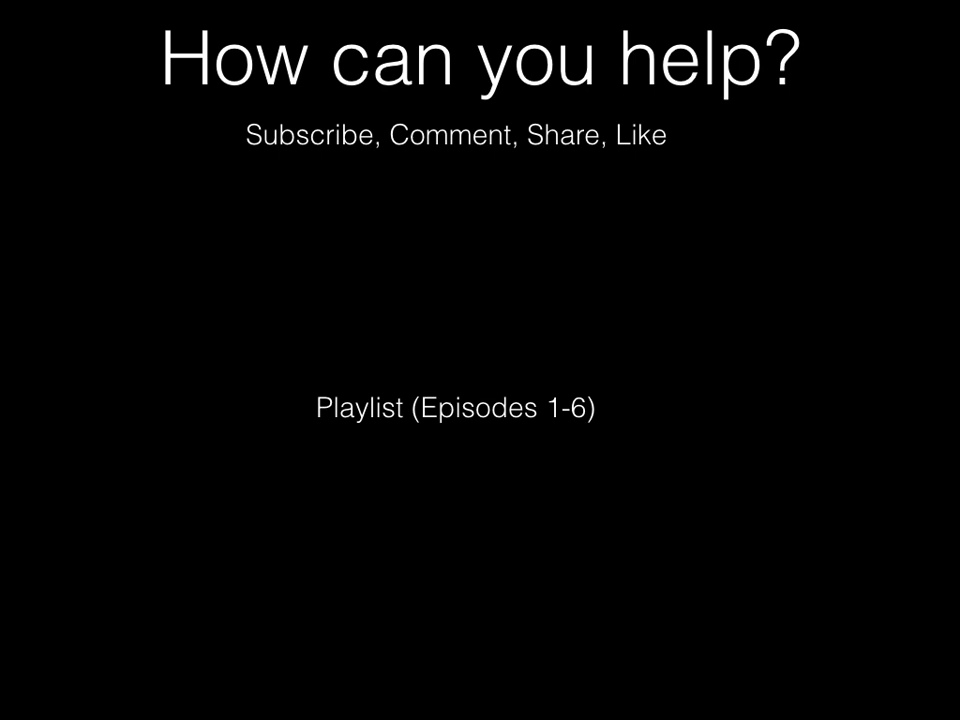 How can you help?
Subscribe, Comment, Share, Like
Playlist (Episodes 1-6)